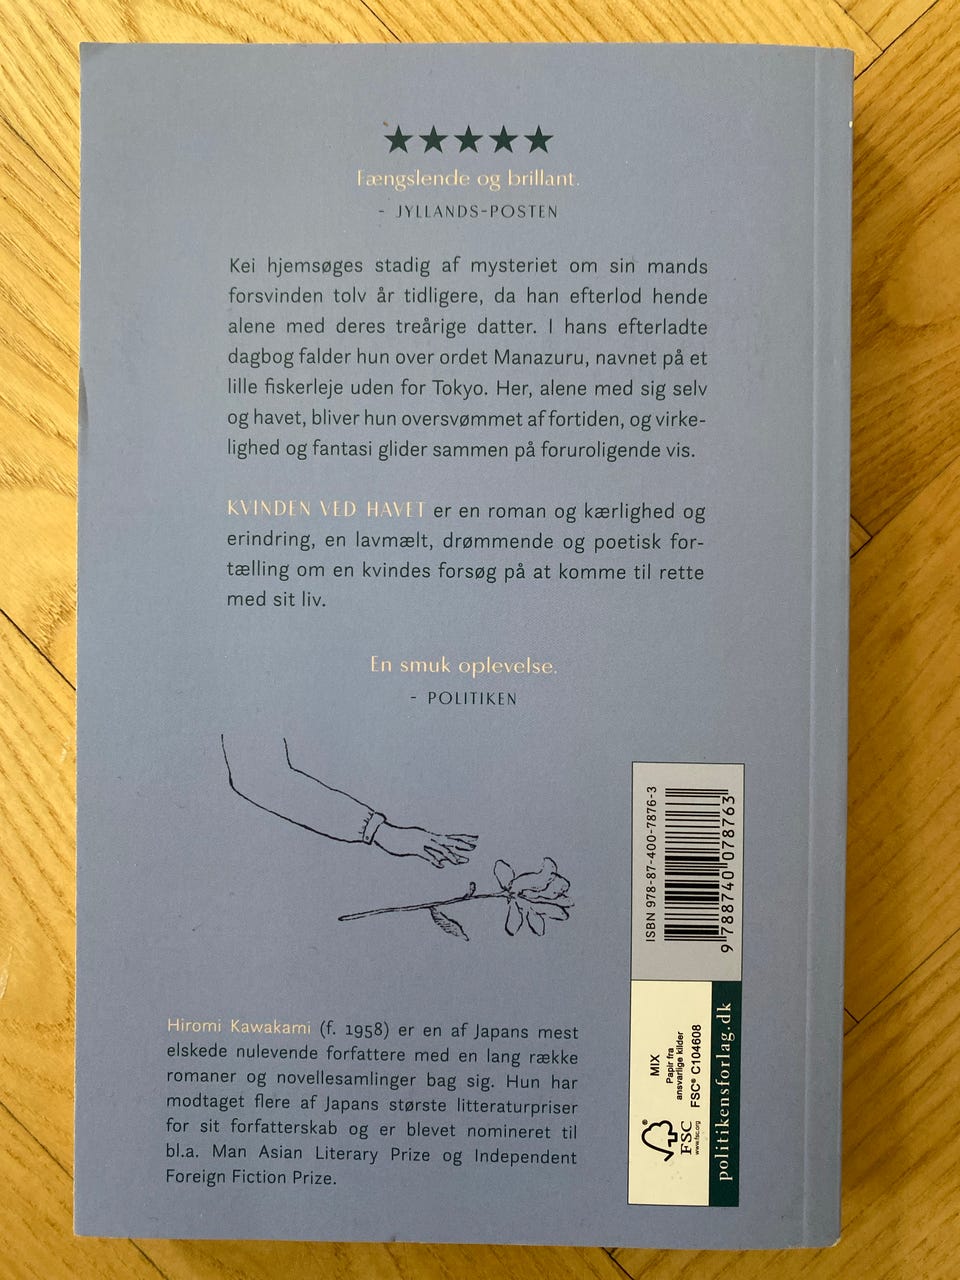 ★★★★★
Fængslende og brillant.
- JYLLANDS-POSTEN
Kei hjemsøges stadig af mysteriet om sin mands
forsvinden tolv år tidligere, da han efterlod hende
alene med deres treårige datter. I hans efterladte
dagbog falder hun over ordet Manazuru, navnet på et
lille fiskerleje uden for Tokyo. Her, alene med sig selv
og havet, bliver hun oversvømmet af fortiden, og virke-
lighed og fantasi glider sammen på foruroligende vis.
KVINDEN VED HAVET er en roman og kærlighed og
erindring, en lavmælt, drømmende og poetisk for-
tælling om en kvindes forsøg på at komme til rette
med sit liv.
En smuk oplevelse.
- POLITIKEN
Hiromi Kawakami (f. 1958) er en af Japans mest
elskede nulevende forfattere med en lang række
romaner og novellesamlinger bag sig. Hun har
modtaget flere af Japans største litteraturpriser
for sit forfatterskab og er blevet nomineret til
bl.a. Man Asian Literary Prize og Independent
Foreign Fiction Prize.
ISBN 978-87-400-7876-3
9 788740 078763
FSC
www.fsc.org
MIX
Papir fra
ansvarlige kilder
FSC® C104608
politikensforlag.dk